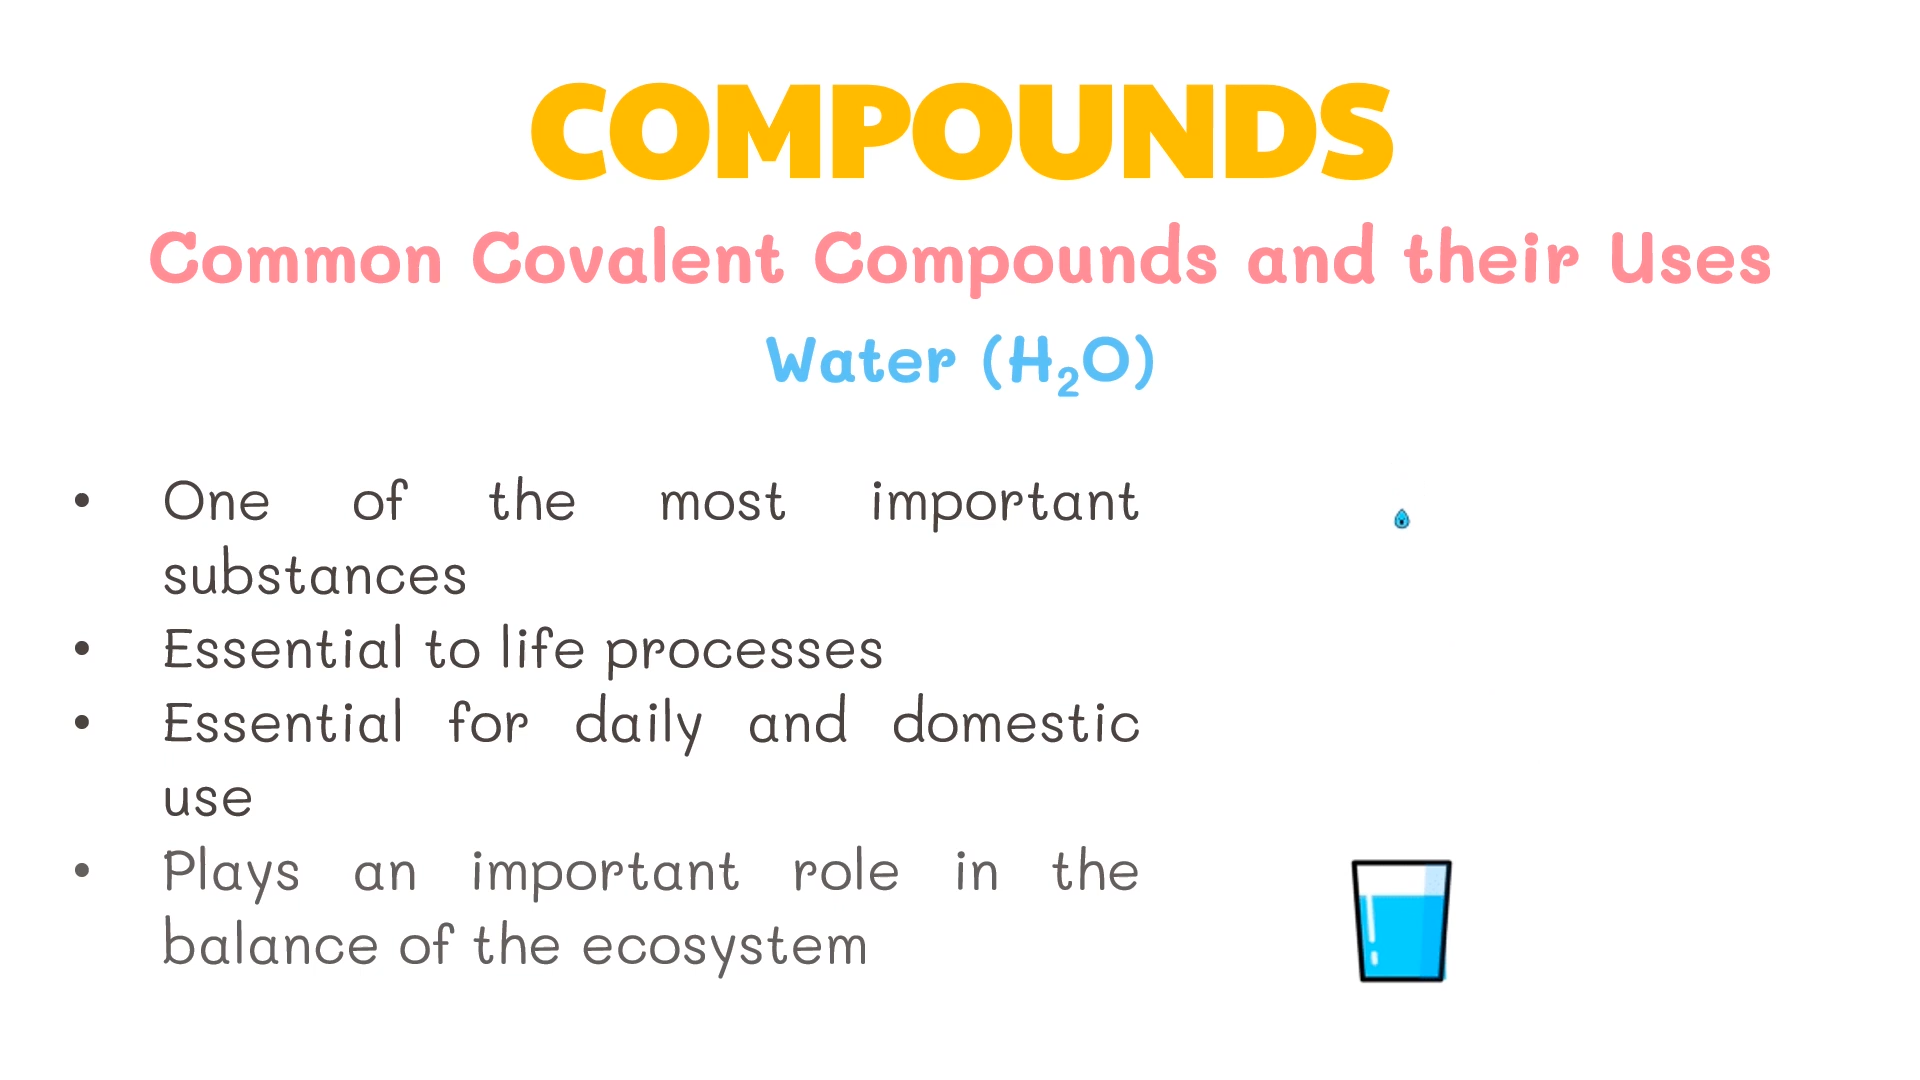 COMPOUNDS
Common Covalent Compounds and their Uses
Water (H₂O)
• One of the most important
substances
• Essential to life processes
• Essential for daily and domestic
use
• Plays an important role in the
balance of the ecosystem